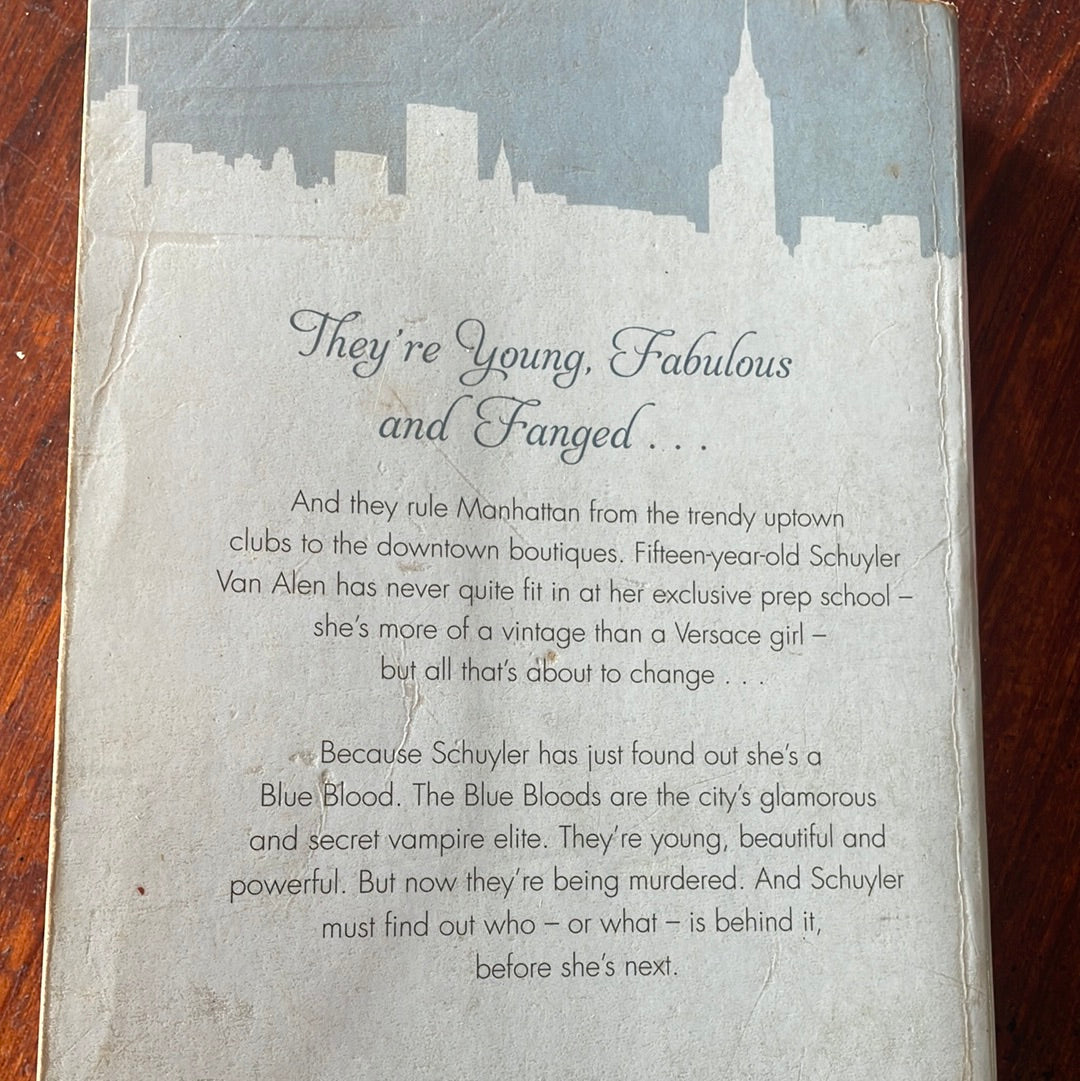 They're Young, Fabulous
and Fanged . . .
And they rule Manhattan from the trendy uptown
clubs to the downtown boutiques. Fifteen-year-old Schuyler
Van Alen has never quite fit in at her exclusive prep school –
she's more of a vintage than a Versace girl –
but all that's about to change . . .
Because Schuyler has just found out she's a
Blue Blood. The Blue Bloods are the city's glamorous
and secret vampire elite. They're young, beautiful and
powerful. But now they're being murdered. And Schuyler
must find out who – or what – is behind it,
before she's next.